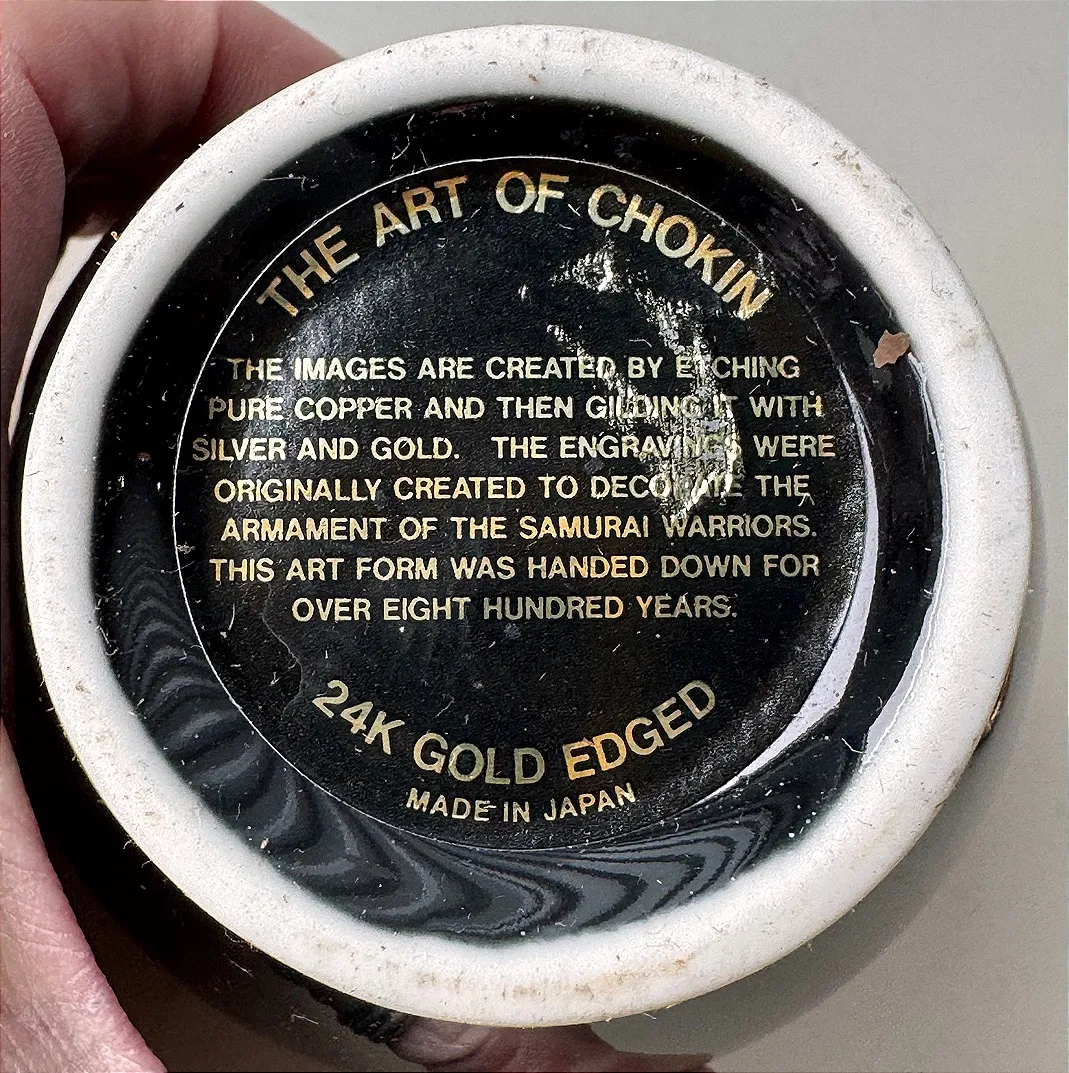 THE ART OF CHOKIN
THE IMAGES ARE CREATED BY ETCHING
PURE COPPER AND THEN GILDING IT WITH
SILVER AND GOLD. THE ENGRAVINGS WERE
ORIGINALLY CREATED TO DECORATE THE
ARMAMENT OF THE SAMURAI WARRIORS.
THIS ART FORM WAS HANDED DOWN FOR
OVER EIGHT HUNDRED YEARS.
24K GOLD EDGED
MADE IN JAPAN